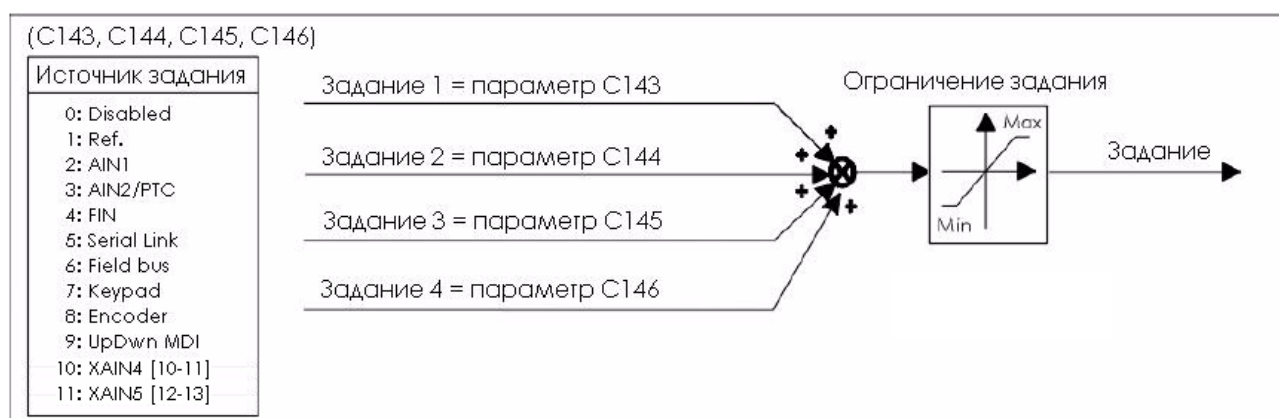 (C143, C144, C145, C146)
Источник задания
0: Disabled
1: Ref.
2: AIN1
3: AIN2/PTC
4: FIN
5: Serial Link
6: Field bus
7: Keypad
8: Encoder
9: UpDwn MDI
10: XAIN4 [10-11]
11: XAIN5 [12-13]
Задание 1 = параметр C143
Задание 2 = параметр C144
Задание 3 = параметр C145
Задание 4 = параметр C146
+
+
+
+
Ограничение задания
Max
Min
Задание